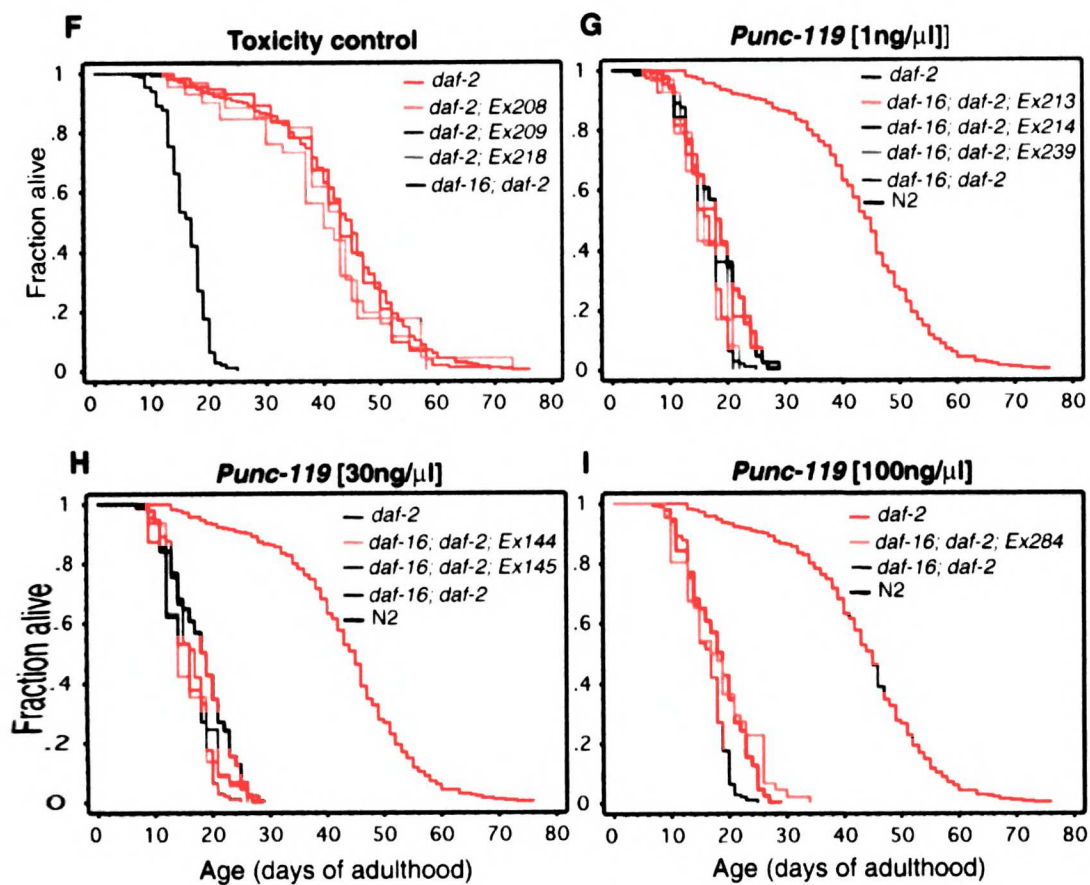 F
Toxicity control
Fraction alive
1
.8
.6
.4
.2
0
daf-2
daf-2; Ex208
daf-2; Ex209
daf-2; Ex218
daf-16; daf-2
0 10 20 30 40 50 60 70 80
G
Punc-119 [1ng/µl]]
1
.8
.6
.4
.2
0
daf-2
daf-16; daf-2; Ex213
daf-16; daf-2; Ex214
daf-16; daf-2; Ex239
daf-16; daf-2
N2
0 10 20 30 40 50 60 70 80
H
Punc-119 [30ng/µl]
Fraction alive
1
.8
.6
.4
.2
0
daf-2
daf-16; daf-2; Ex144
daf-16; daf-2; Ex145
daf-16; daf-2
N2
0 10 20 30 40 50 60 70 80
Age (days of adulthood)
I
Punc-119 [100ng/µl]
1
.8
.6
.4
.2
0
daf-2
daf-16; daf-2; Ex284
daf-16; daf-2
N2
0 10 20 30 40 50 60 70 80
Age (days of adulthood)